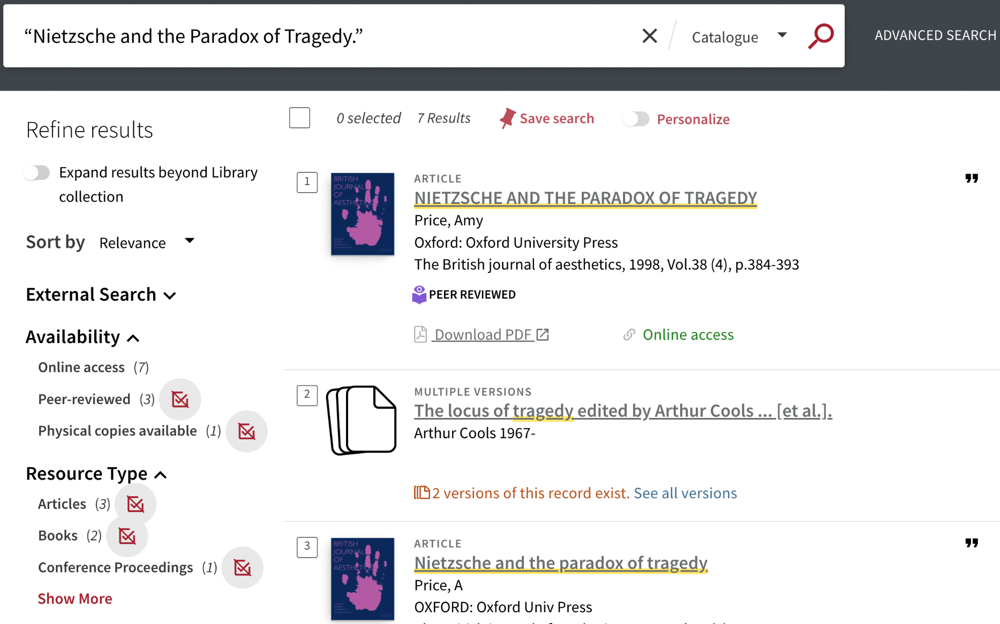 “Nietzsche and the Paradox of Tragedy.”
Catalogue
ADVANCED SEARCH
Refine results
Expand results beyond Library
collection
Sort by Relevance
External Search
Availability
Online access (7)
Peer-reviewed (3)
Physical copies available (1)
Resource Type
Articles (3)
Books (2)
Conference Proceedings (1)
Show More
0 selected 7 Results Save search Personalize
1
BRITISH
JOURNAL
OF
AESTHETICS
ARTICLE
NIETZSCHE AND THE PARADOX OF TRAGEDY
Price, Amy
Oxford: Oxford University Press
The British journal of aesthetics, 1998, Vol.38 (4), p.384-393
PEER REVIEWED
Download PDF Online access
2
MULTIPLE VERSIONS
The locus of tragedy edited by Arthur Cools ... [et al.].
Arthur Cools 1967-
2 versions of this record exist. See all versions
3
BRITISH
JOURNAL
OF
AESTHETICS
ARTICLE
Nietzsche and the paradox of tragedy
Price, A
OXFORD: Oxford Univ Press